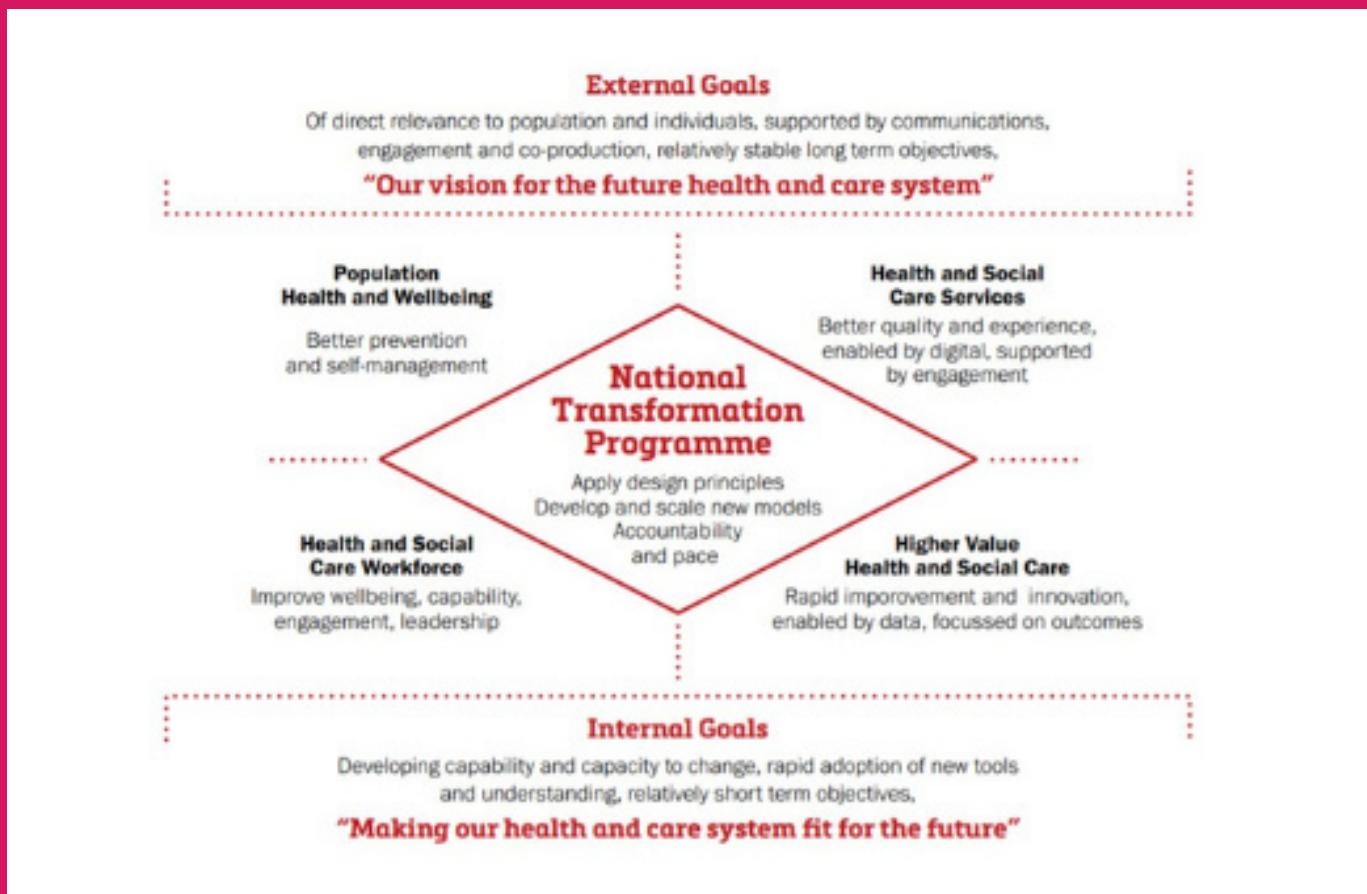 External Goals
Of direct relevance to population and individuals, supported by communications,
engagement and co-production, relatively stable long term objectives,
“Our vision for the future health and care system”
Population
Health and Wellbeing
Better prevention
and self-management
Health and Social
Care Services
Better quality and experience,
enabled by digital, supported
by engagement
National
Transformation
Programme
Apply design principles
Develop and scale new models
Accountability
and pace
Health and Social
Care Workforce
Improve wellbeing, capability,
engagement, leadership
Higher Value
Health and Social Care
Rapid imporovement and innovation,
enabled by data, focussed on outcomes
Internal Goals
Developing capability and capacity to change, rapid adoption of new tools
and understanding, relatively short term objectives,
“Making our health and care system fit for the future”